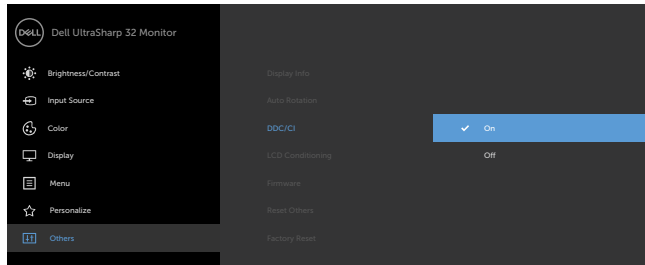 DELL Dell UltraSharp 32 Monitor
Brightness/Contrast
Input Source
Color
Display
Menu
Personalize
Others
Display Info
Auto Rotation
DDC/CI
LCD Conditioning
Firmware
Reset Others
Factory Reset
On
Off